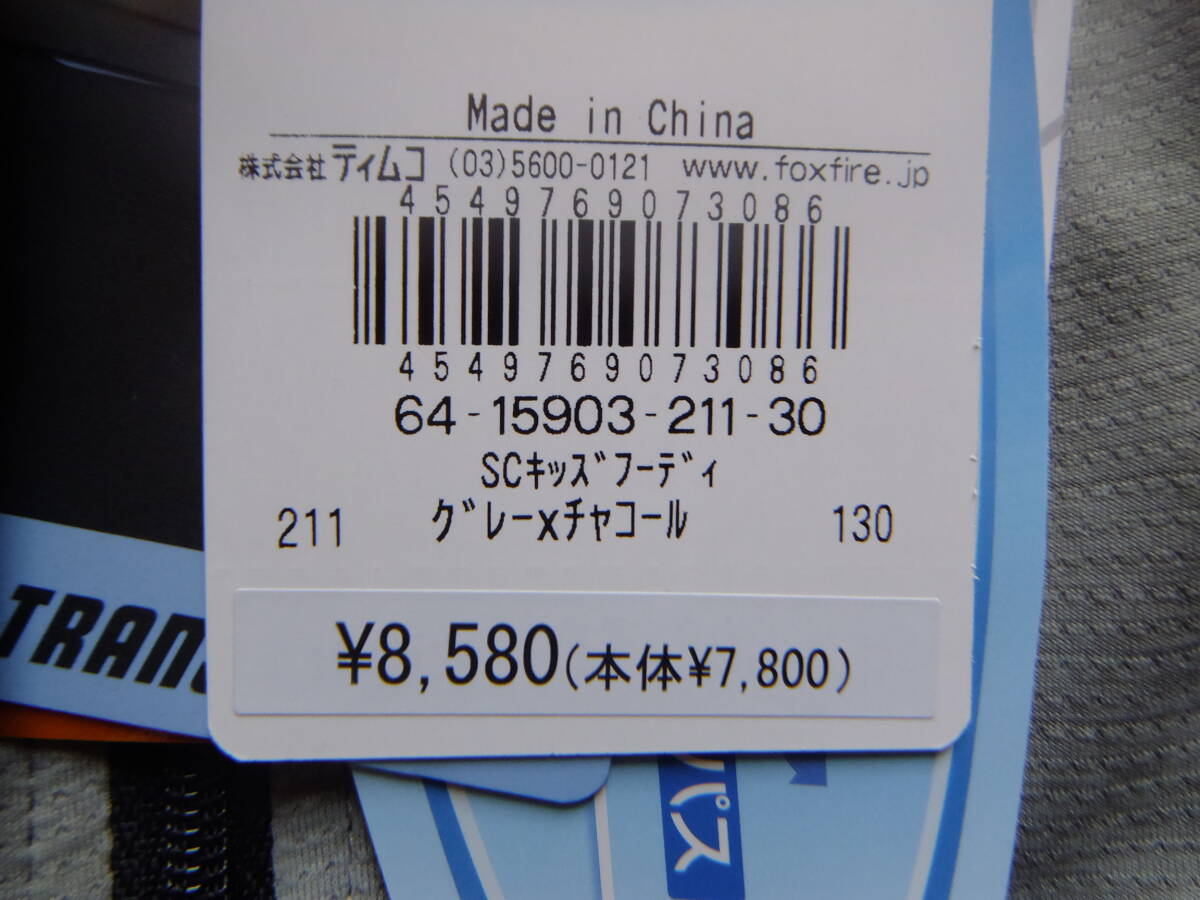 Made in China
株式会社 ティムコ (03)5600-0121 www.foxfire.jp
4549769073086
4549769073086
64-15903-211-30
SCｷｯｽﾞﾌｰﾃﾞｨ
211 ｸﾞﾚｰxﾁｬｺｰﾙ 130
¥8,580(本体¥7,800)
TRAN
パス